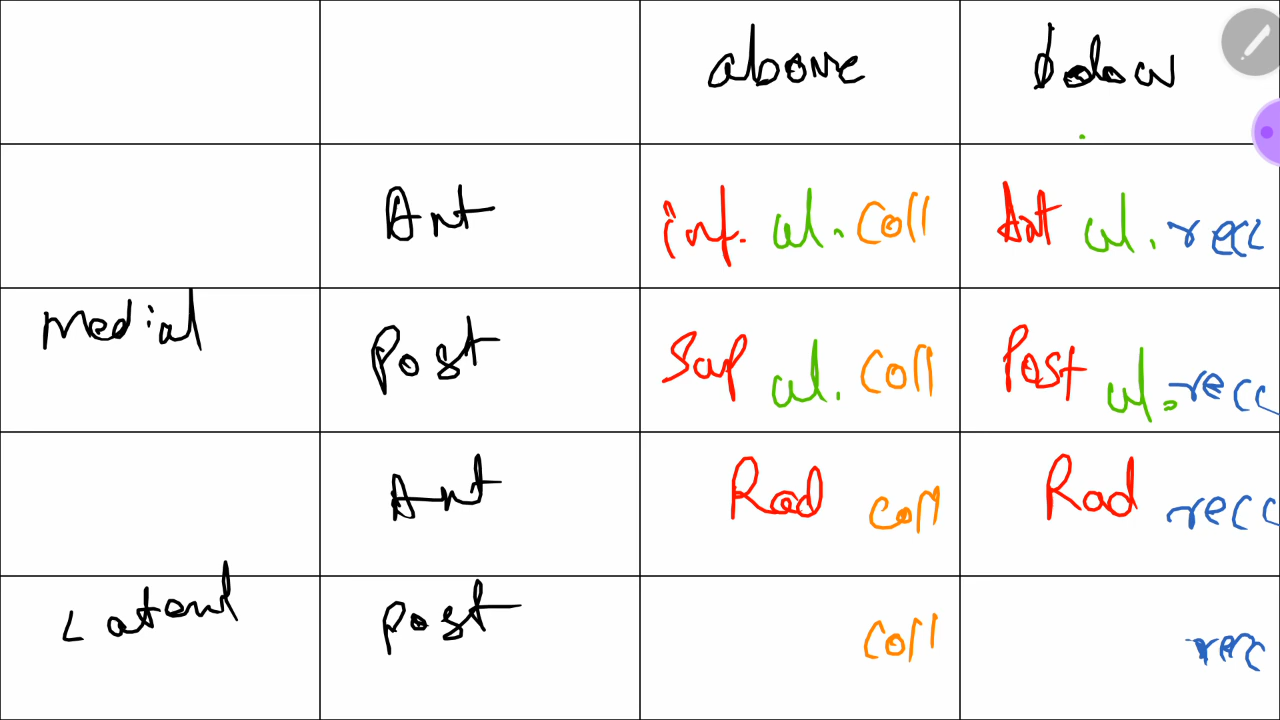 above below
Ant inf. ul. Coll Ant ul. recc
Medial Post Sup ul. Coll Post ul. recc
Ant Rad Coll Rad recc
Lateral Post Coll rec